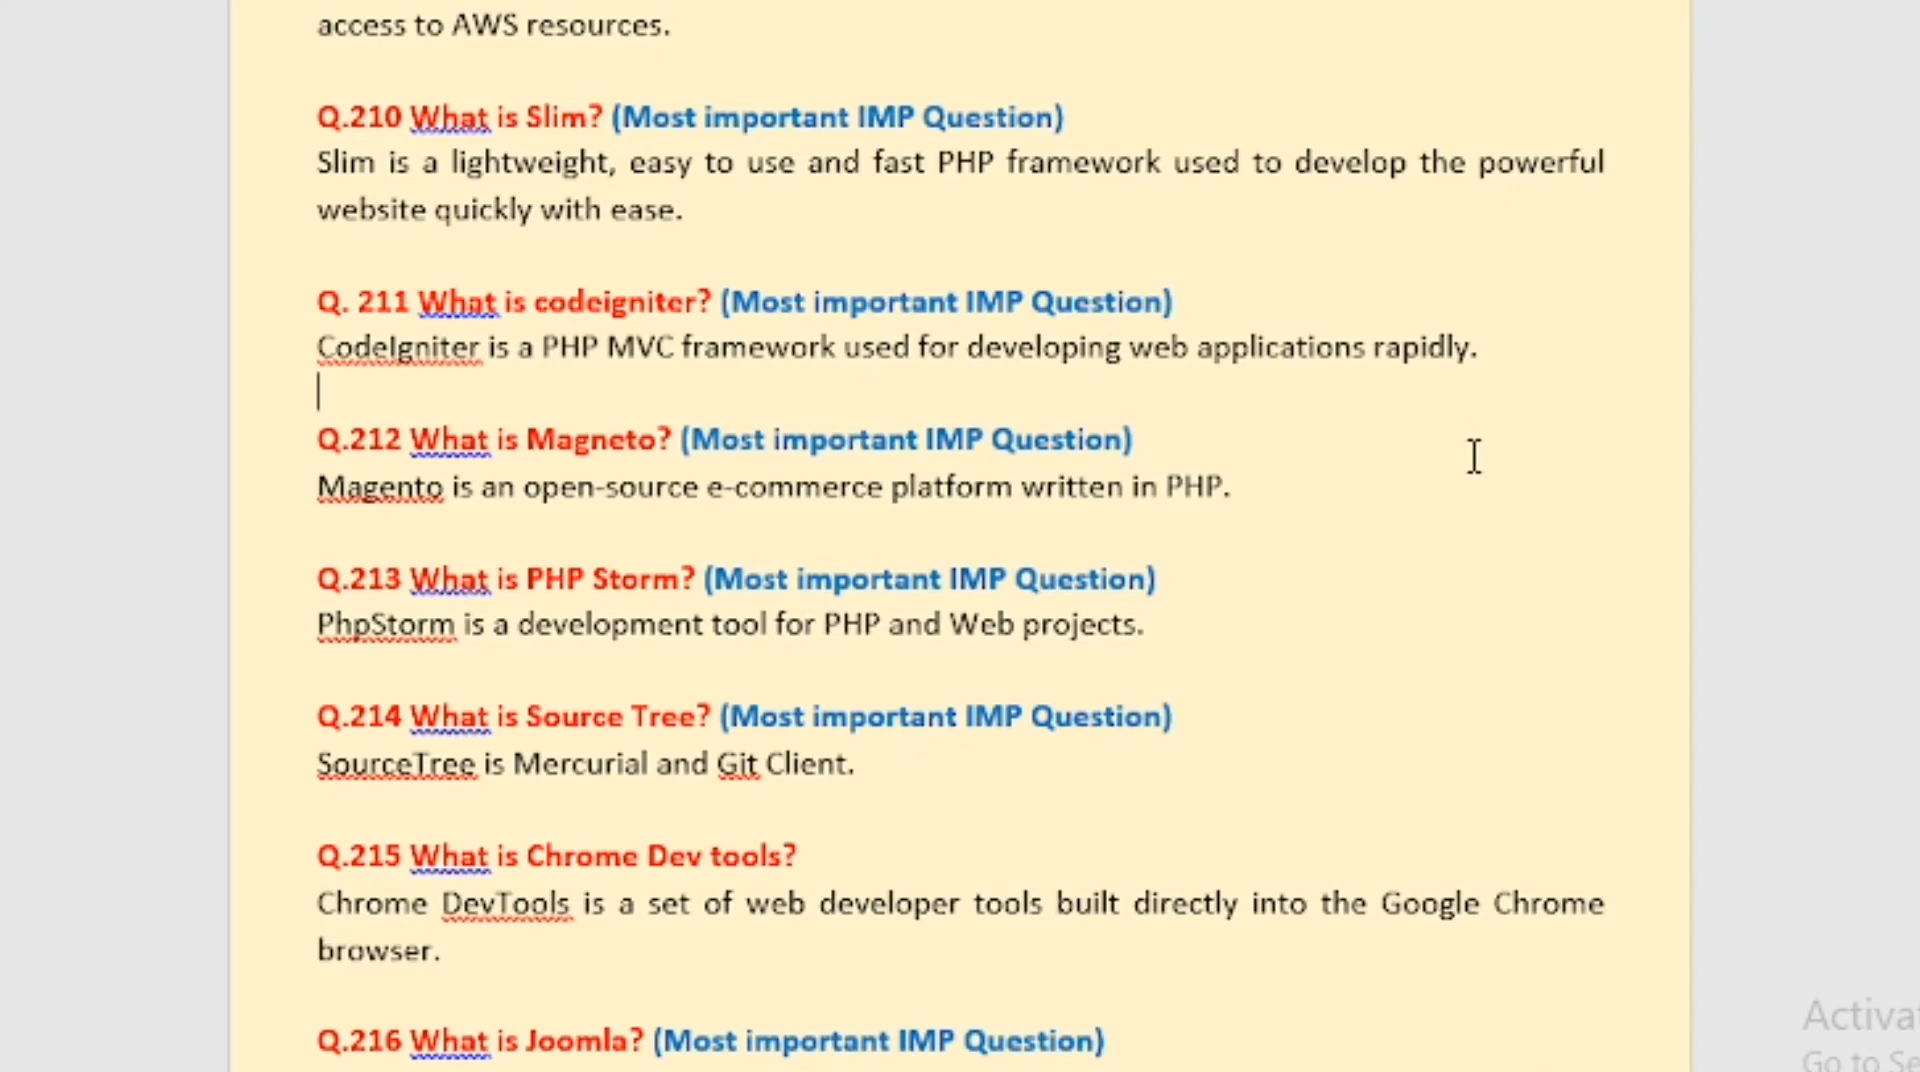 access to AWS resources.
Q.210 What is Slim? (Most important IMP Question)
Slim is a lightweight, easy to use and fast PHP framework used to develop the powerful
website quickly with ease.
Q. 211 What is codeigniter? (Most important IMP Question)
CodeIgniter is a PHP MVC framework used for developing web applications rapidly.
Q.212 What is Magneto? (Most important IMP Question)
Magento is an open-source e-commerce platform written in PHP.
Q.213 What is PHP Storm? (Most important IMP Question)
PhpStorm is a development tool for PHP and Web projects.
Q.214 What is Source Tree? (Most important IMP Question)
SourceTree is Mercurial and Git Client.
Q.215 What is Chrome Dev tools?
Chrome DevTools is a set of web developer tools built directly into the Google Chrome
browser.
Q.216 What is Joomla? (Most important IMP Question)
Activa
Go to Se